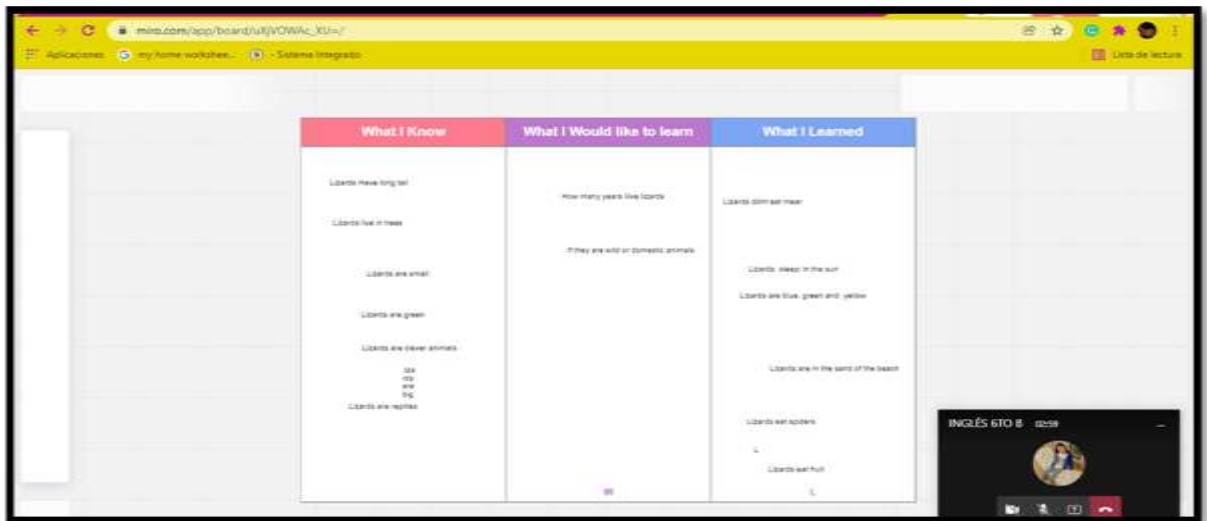 miro.com/app/board/uXjVOWAc_XU=/
Aplicaciones my home workshee... - Sistema Integrado Lista de lectura
What I Know What I Would like to learn What I Learned
Lizards Have long tail
How many years live lizards
Lizards eat
Lizards live in trees
If they are wild or domestic animals
Lizards are small
Lizards sleep in the sun
Lizards are blue, green and yellow
Lizards are green
Lizards are clever animals
Lizards are in the sand of the beach
are
big
Lizards are reptiles
Lizards eat spiders
L
Lizards eat fruit
W L
INGLÉS 6TO B 02:59